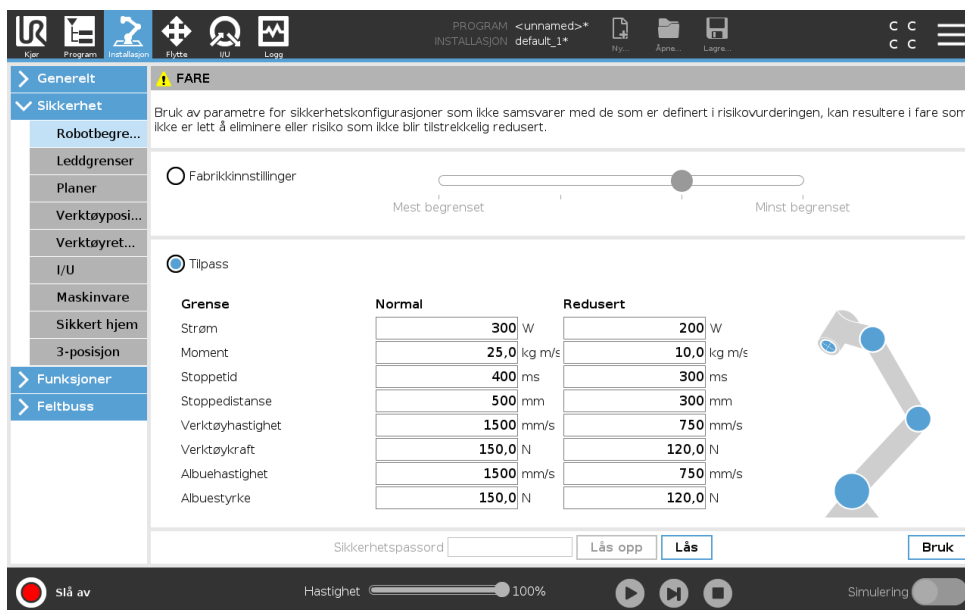 PROGRAM <unnamed>*
INSTALLASJON default_1*
Ny... Åpne... Lagre...
C C
C C
Kjør Program Installasjon Flytte I/U Logg
Generelt
Sikkerhet
Robotbegre...
Leddgrenser
Planer
Verktøyposi...
Verktøyret...
I/U
Maskinvare
Sikkert hjem
3-posisjon
Funksjoner
Feltbuss
FARE
Bruk av parametre for sikkerhetskonfigurasjoner som ikke samsvarer med de som er definert i risikovurderingen, kan resultere i fare som
ikke er lett å eliminere eller risiko som ikke blir tilstrekkelig redusert.
Fabrikkinnstillinger
Mest begrenset Minst begrenset
Tilpass
Grense Normal Redusert
Strøm 300 W 200 W
Moment 25,0 kg m/s 10,0 kg m/s
Stoppetid 400 ms 300 ms
Stoppedistanse 500 mm 300 mm
Verktøyhastighet 1500 mm/s 750 mm/s
Verktøykraft 150,0 N 120,0 N
Albuehastighet 1500 mm/s 750 mm/s
Albuestyrke 150,0 N 120,0 N
Sikkerhetspassord Lås opp Lås Bruk
Slå av Hastighet 100% Simulering